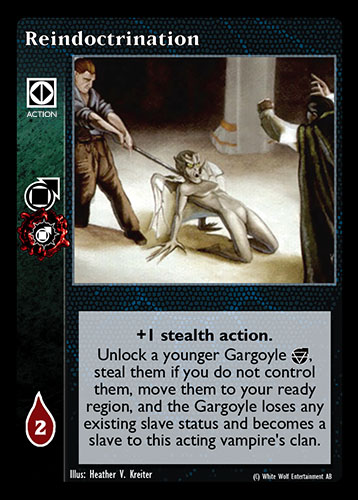 Reindoctrination
ACTION
+1 stealth action.
Unlock a younger Gargoyle ,
steal them if you do not control
them, move them to your ready
region, and the Gargoyle loses any
existing slave status and becomes a
slave to this acting vampire's clan.
2
Illus: Heather V. Kreiter
(C) White Wolf Entertainment AB